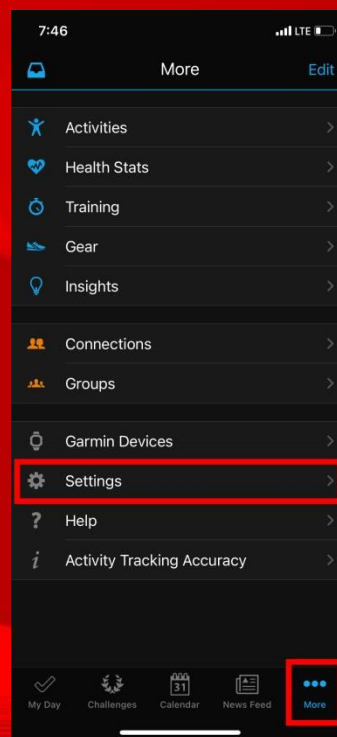 7:46 LTE
More Edit
Activities
Health Stats
Training
Gear
Insights
Connections
Groups
Garmin Devices
Settings
? Help
i Activity Tracking Accuracy
31
My Day Challenges Calendar News Feed More